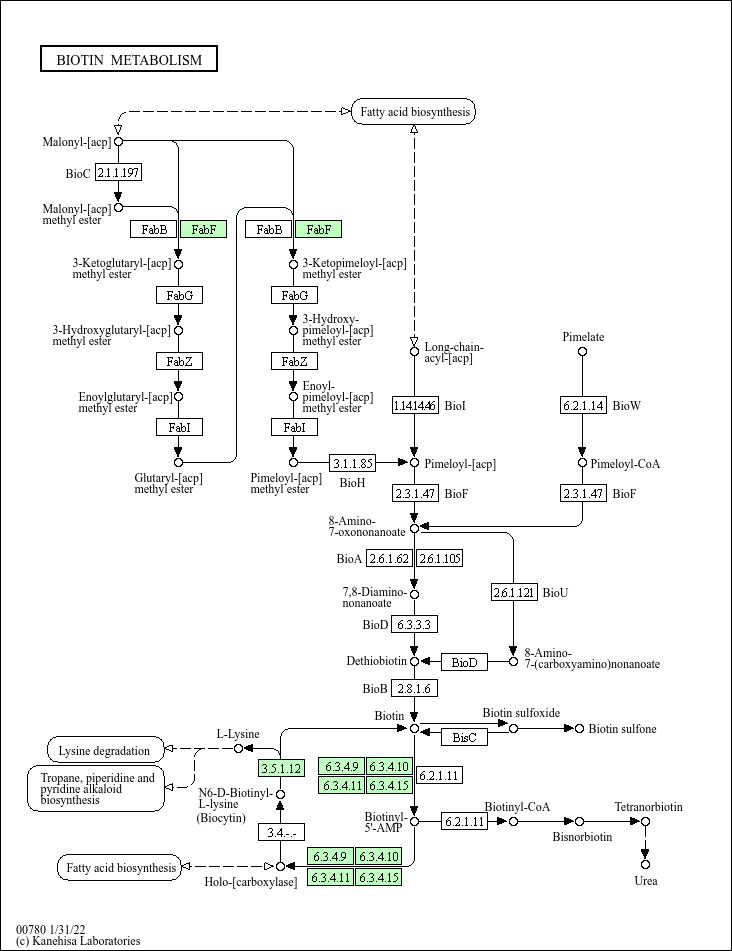 BIOTIN METABOLISM
Fatty acid biosynthesis
Malonyl-[acp]
BioC
2.1.1.197
Malonyl-[acp]
methyl ester
FabB
FabF
FabB
FabF
3-Ketoglutaryl-[acp]
methyl ester
3-Ketopimeloyl-[acp]
methyl ester
FabG
FabG
3-Hydroxyglutaryl-[acp]
methyl ester
3-Hydroxy-
pimeloyl-[acp]
methyl ester
Long-chain-
acyl-[acp]
Pimelate
FabZ
FabZ
Enoylglutaryl-[acp]
methyl ester
Enoyl-
pimeloyl-[acp]
methyl ester
1.14.14.46
BioI
6.2.1.14
BioW
FabI
FabI
Glutaryl-[acp]
methyl ester
Pimeloyl-[acp]
methyl ester
3.1.1.85
BioH
Pimeloyl-[acp]
Pimeloyl-CoA
2.3.1.47
BioF
2.3.1.47
BioF
8-Amino-
7-oxononanoate
BioA
2.6.1.62
2.6.1.105
7,8-Diamino-
nonanoate
2.6.1.121
BioU
BioD
6.3.3.3
Dethiobiotin
BioD
8-Amino-
7-(carboxyamino)nonanoate
BioB
2.8.1.6
Biotin
Biotin sulfoxide
Biotin sulfone
BisC
L-Lysine
Lysine degradation
Tropane, piperidine and
pyridine alkaloid
biosynthesis
3.5.1.12
6.3.4.9
6.3.4.10
6.3.4.11
6.3.4.15
6.2.1.11
N6-D-Biotinyl-
L-lysine
(Biocytin)
Biotinyl-
5'-AMP
6.2.1.11
Biotinyl-CoA
Bisnorbiotin
Tetranorbiotin
3.4.-.-
Fatty acid biosynthesis
Holo-[carboxylase]
6.3.4.9
6.3.4.10
6.3.4.11
6.3.4.15
Urea
00780 1/31/22
(c) Kanehisa Laboratories